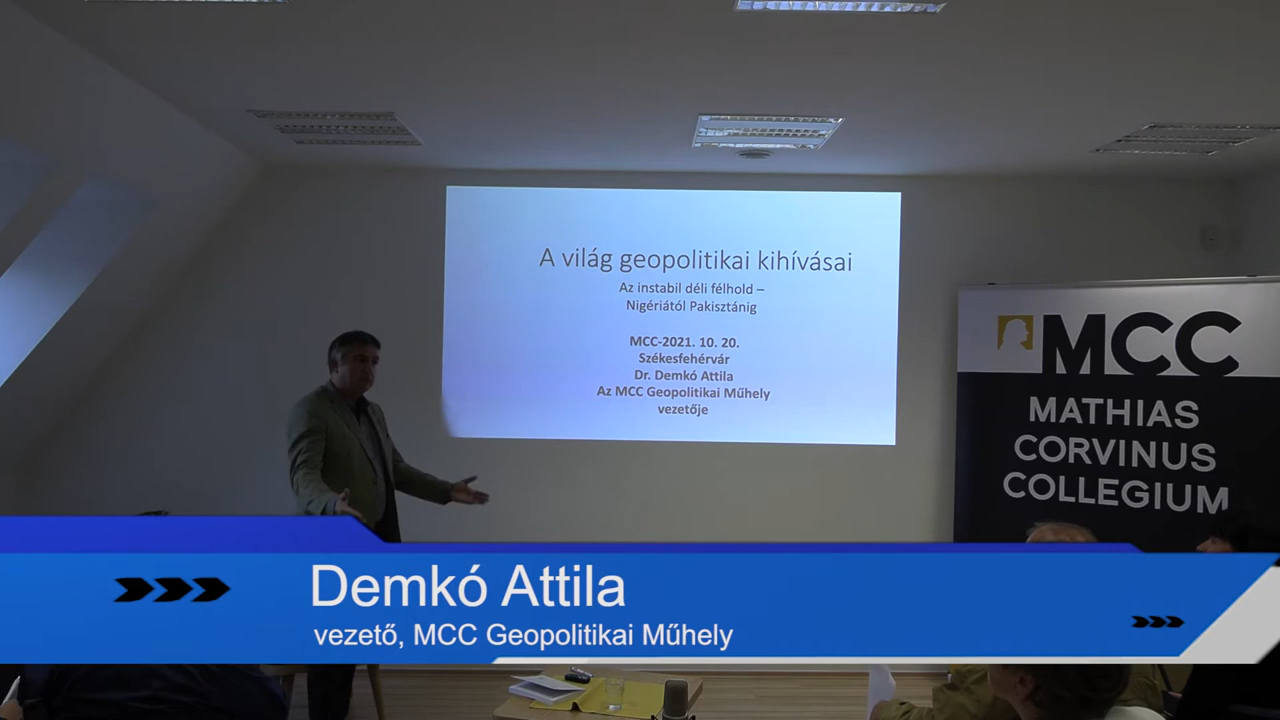 A világ geopolitikai kihívásai
Az instabil déli félhold –
Nigériától Pakisztánig
MCC-2021. 10. 20.
Székesfehérvár
Dr. Demkó Attila
Az MCC Geopolitikai Műhely
vezetője
MCC
MATHIAS
CORVINUS
COLLEGIUM
Demkó Attila
vezető, MCC Geopolitikai Műhely